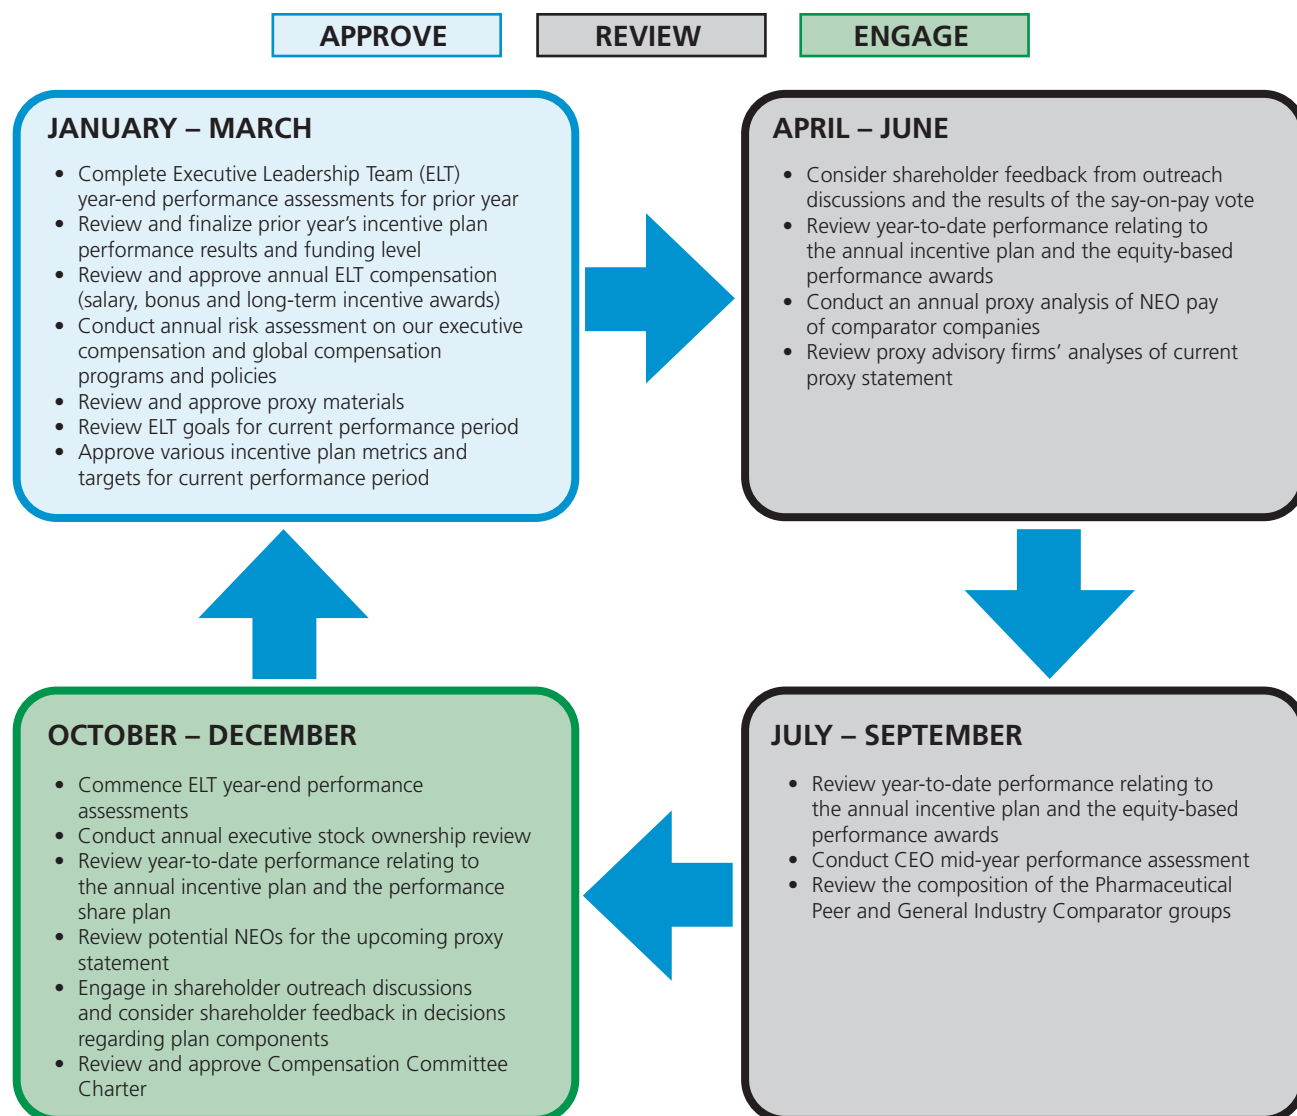 APPROVE
REVIEW
ENGAGE
JANUARY – MARCH
• Complete Executive Leadership Team (ELT)
year-end performance assessments for prior year
• Review and finalize prior year’s incentive plan
performance results and funding level
• Review and approve annual ELT compensation
(salary, bonus and long-term incentive awards)
• Conduct annual risk assessment on our executive
compensation and global compensation
programs and policies
• Review and approve proxy materials
• Review ELT goals for current performance period
• Approve various incentive plan metrics and
targets for current performance period
APRIL – JUNE
• Consider shareholder feedback from outreach
discussions and the results of the say-on-pay vote
• Review year-to-date performance relating to
the annual incentive plan and the equity-based
performance awards
• Conduct an annual proxy analysis of NEO pay
of comparator companies
• Review proxy advisory firms’ analyses of current
proxy statement
OCTOBER – DECEMBER
• Commence ELT year-end performance
assessments
• Conduct annual executive stock ownership review
• Review year-to-date performance relating to
the annual incentive plan and the performance
share plan
• Review potential NEOs for the upcoming proxy
statement
• Engage in shareholder outreach discussions
and consider shareholder feedback in decisions
regarding plan components
• Review and approve Compensation Committee
Charter
JULY – SEPTEMBER
• Review year-to-date performance relating to
the annual incentive plan and the equity-based
performance awards
• Conduct CEO mid-year performance assessment
• Review the composition of the Pharmaceutical
Peer and General Industry Comparator groups